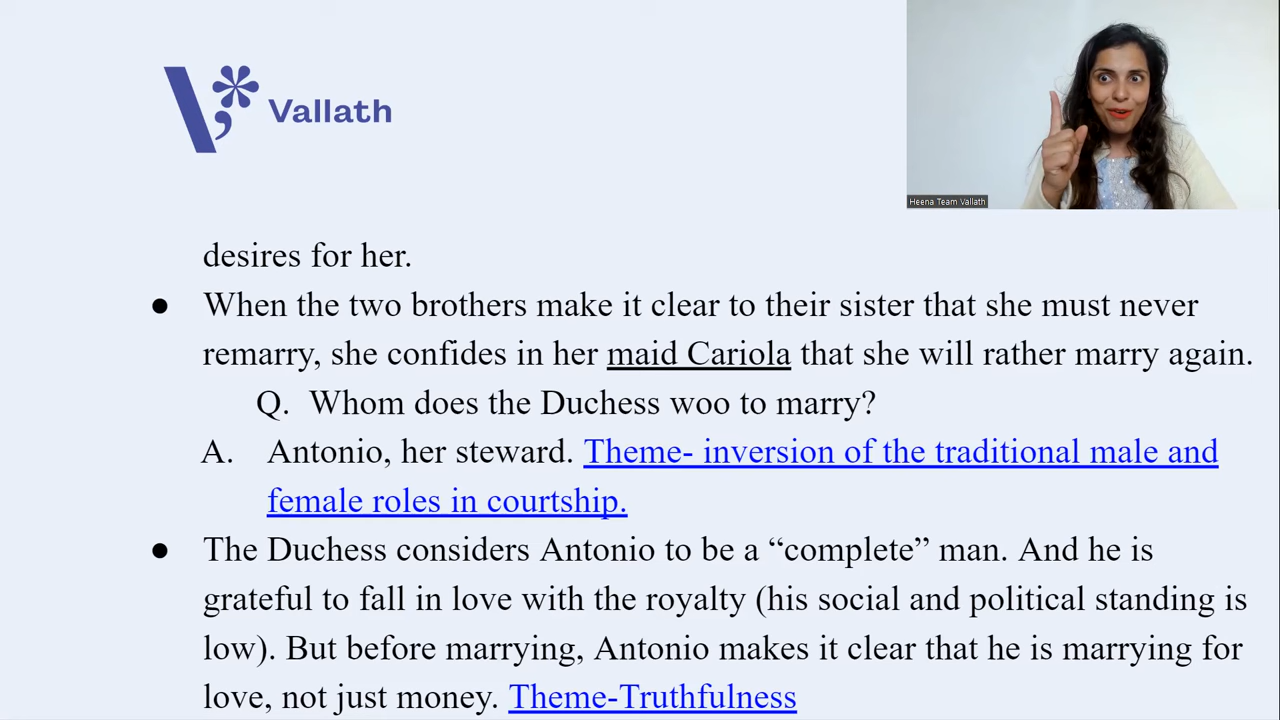 Vallath
Heena Team Vallath
desires for her.
● When the two brothers make it clear to their sister that she must never
remarry, she confides in her maid Cariola that she will rather marry again.
Q. Whom does the Duchess woo to marry?
A. Antonio, her steward. Theme- inversion of the traditional male and
female roles in courtship.
● The Duchess considers Antonio to be a “complete” man. And he is
grateful to fall in love with the royalty (his social and political standing is
low). But before marrying, Antonio makes it clear that he is marrying for
love, not just money. Theme-Truthfulness